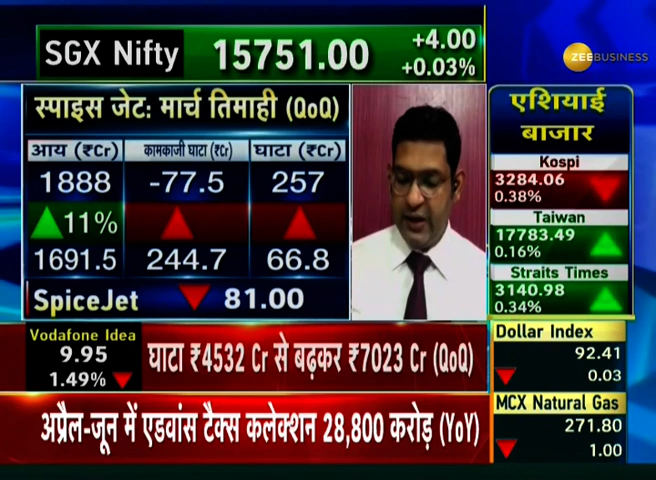 SGX Nifty 15751.00 +4.00
+0.03%
ZEE BUSINESS
स्पाइस जेट: मार्च तिमाही (QoQ)
आय (₹Cr) कामकाजी घाटा (₹Cr) घाटा (₹Cr)
1888 -77.5 257
11%
1691.5 244.7 66.8
SpiceJet 81.00
एशियाई
बाजार
Kospi
3284.06
0.38%
Taiwan
17783.49
0.16%
Straits Times
3140.98
0.34%
Vodafone Idea
9.95
1.49%
घाटा ₹4532 Cr से बढ़कर ₹7023 Cr (QoQ)
अप्रैल-जून में एडवांस टैक्स कलेक्शन 28,800 करोड़ (YoY)
Dollar Index
92.41
0.03
MCX Natural Gas
271.80
1.00